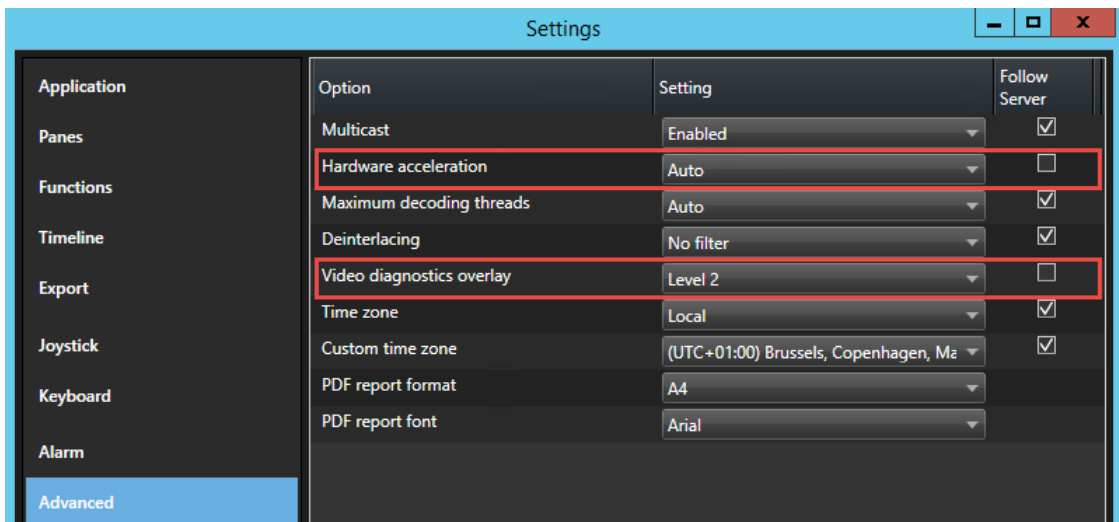 Settings
Application
Panes
Functions
Timeline
Export
Joystick
Keyboard
Alarm
Advanced
Option Setting Follow Server
Multicast Enabled
Hardware acceleration Auto
Maximum decoding threads Auto
Deinterlacing No filter
Video diagnostics overlay Level 2
Time zone Local
Custom time zone (UTC+01:00) Brussels, Copenhagen, Ma
PDF report format A4
PDF report font Arial